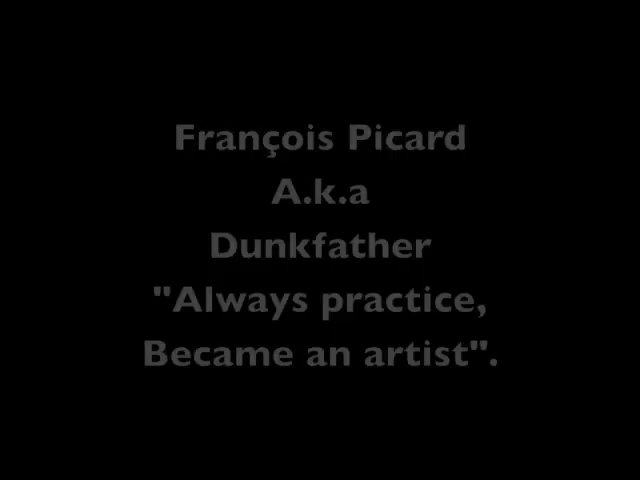 François Picard
A.k.a
Dunkfather
"Always practice,
Became an artist".